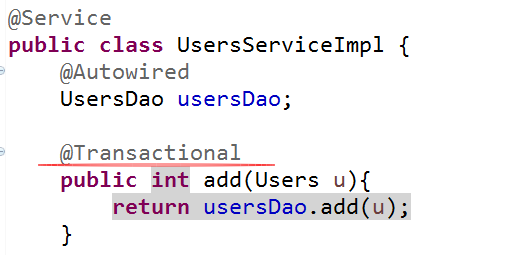 @Service
public class UsersServiceImpl {
@Autowired
UsersDao usersDao;
@Transactional
public int add(Users u){
return usersDao.add(u);
}